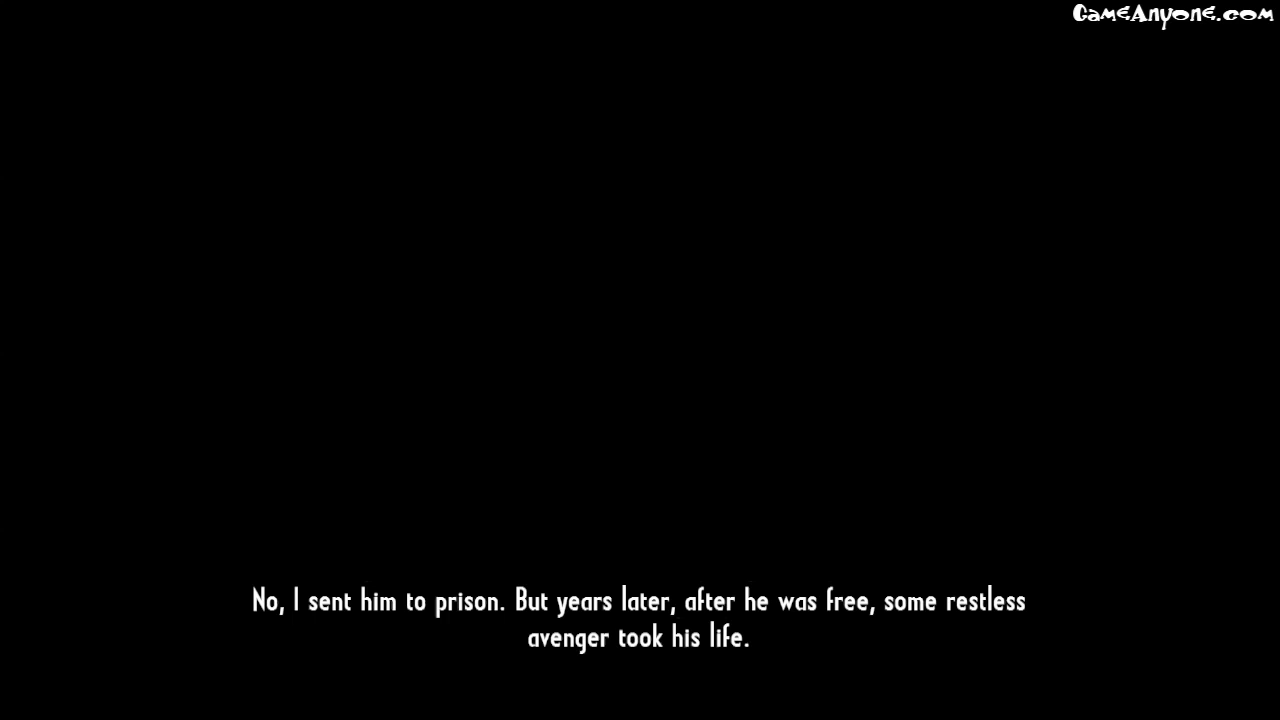 GameAnyone.com
No, I sent him to prison. But years later, after he was free, some restless
avenger took his life.